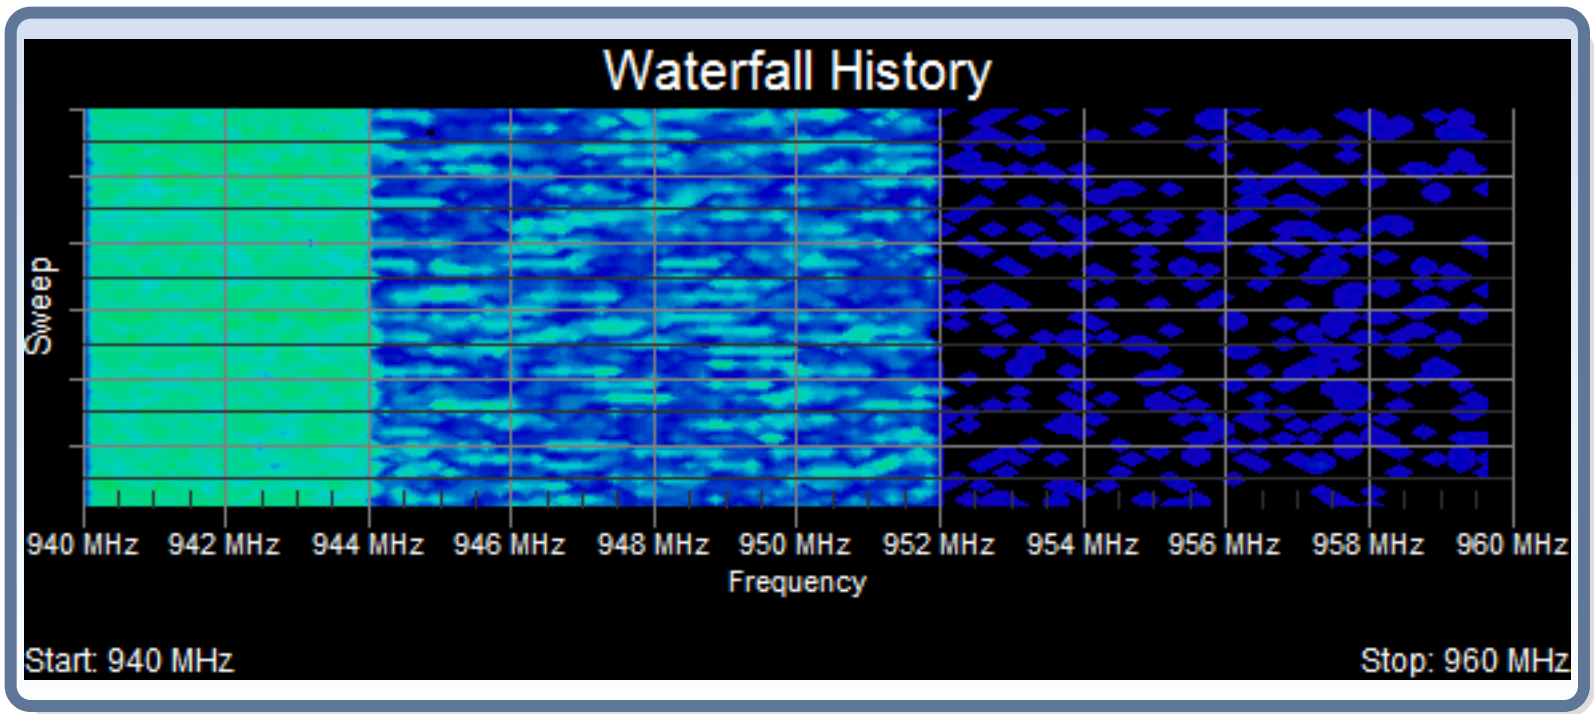 Waterfall History
Sweep
940 MHz 942 MHz 944 MHz 946 MHz 948 MHz 950 MHz 952 MHz 954 MHz 956 MHz 958 MHz 960 MHz
Frequency
Start: 940 MHz Stop: 960 MHz